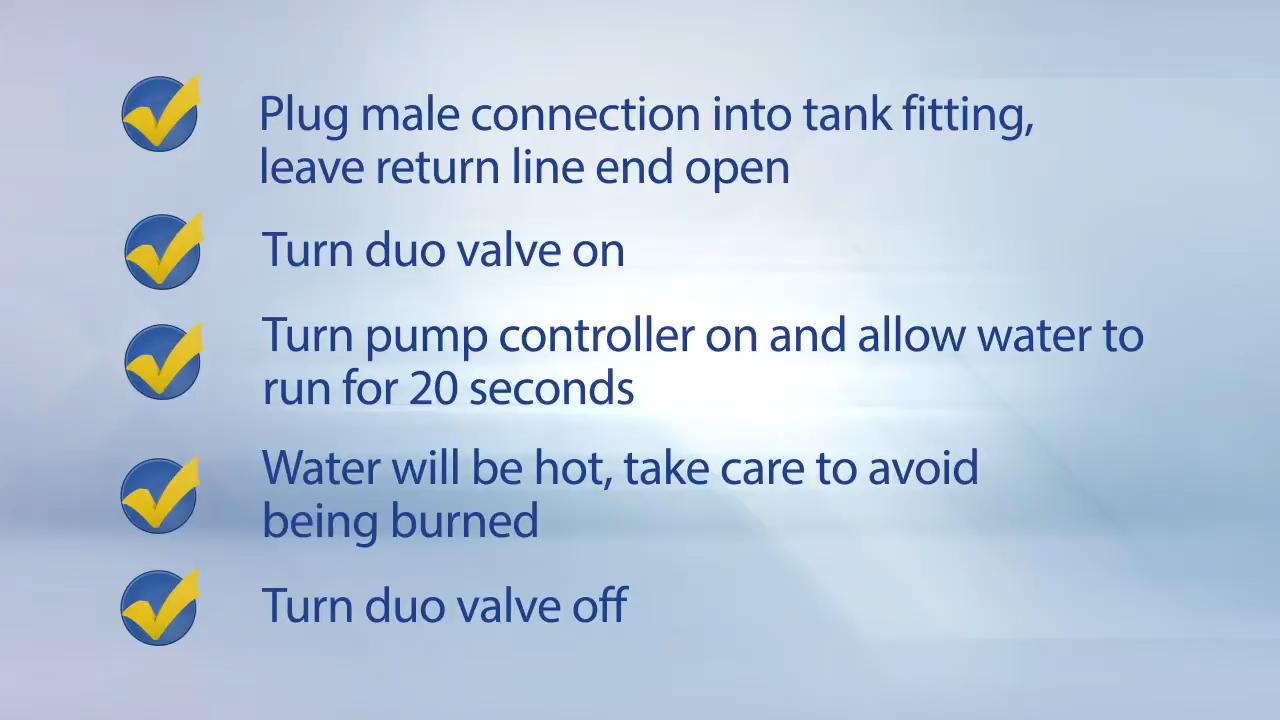 Plug male connection into tank fitting,
leave return line end open
Turn duo valve on
Turn pump controller on and allow water to
run for 20 seconds
Water will be hot, take care to avoid
being burned
Turn duo valve off